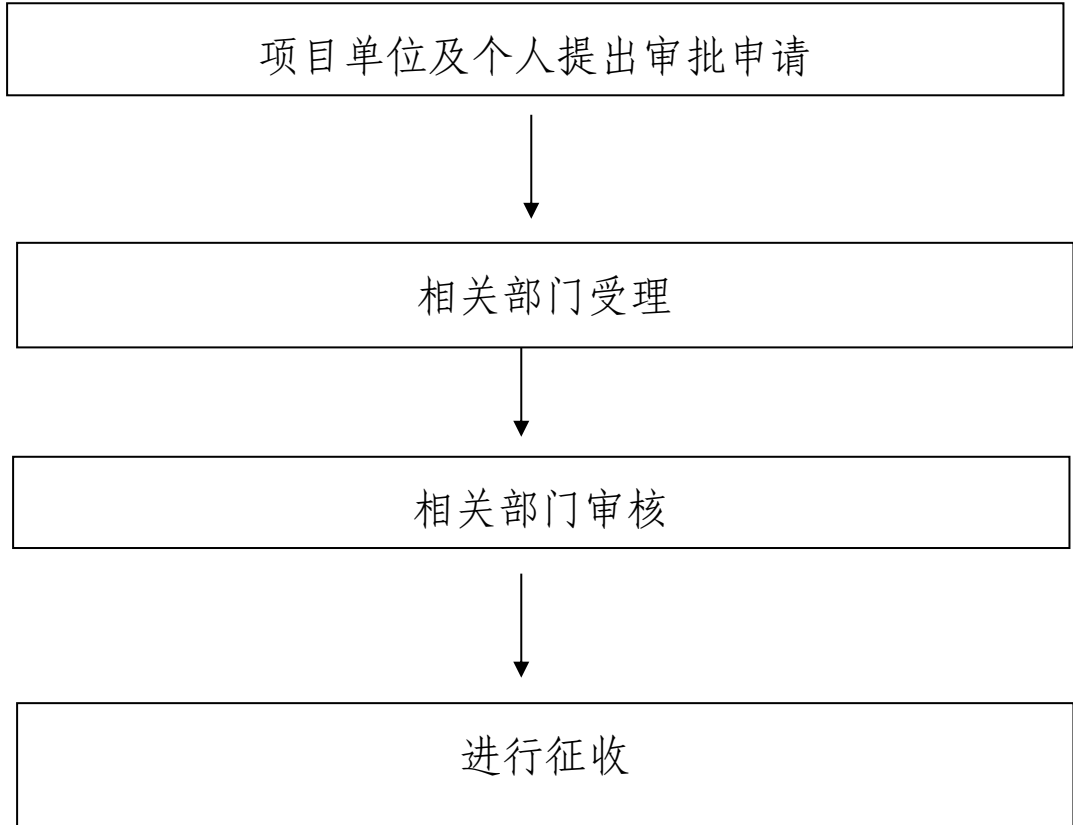 项目单位及个人提出审批申请
相关部门受理
相关部门审核
进行征收